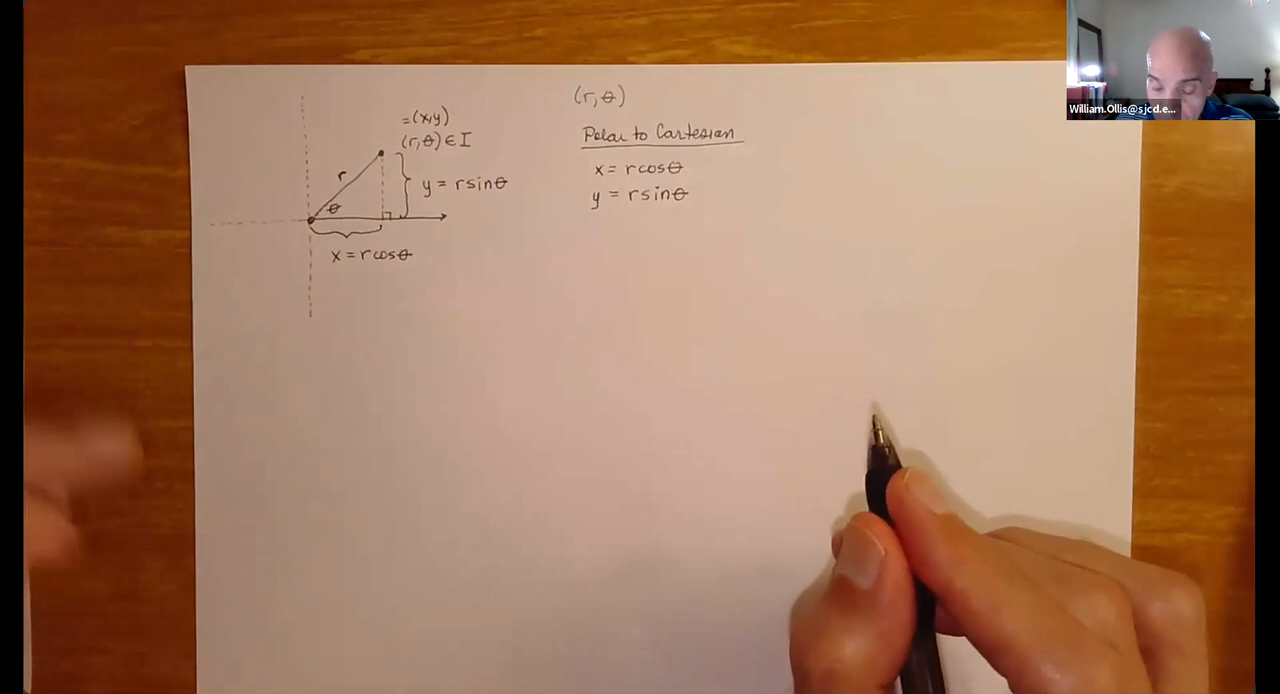 = (x,y)
(r, θ) ∈ I
r
θ
y = r sin θ
x = r cos θ
(r, θ)
Polar to Cartesian
x = r cos θ
y = r sin θ
William.Ollis@sjcd.e...